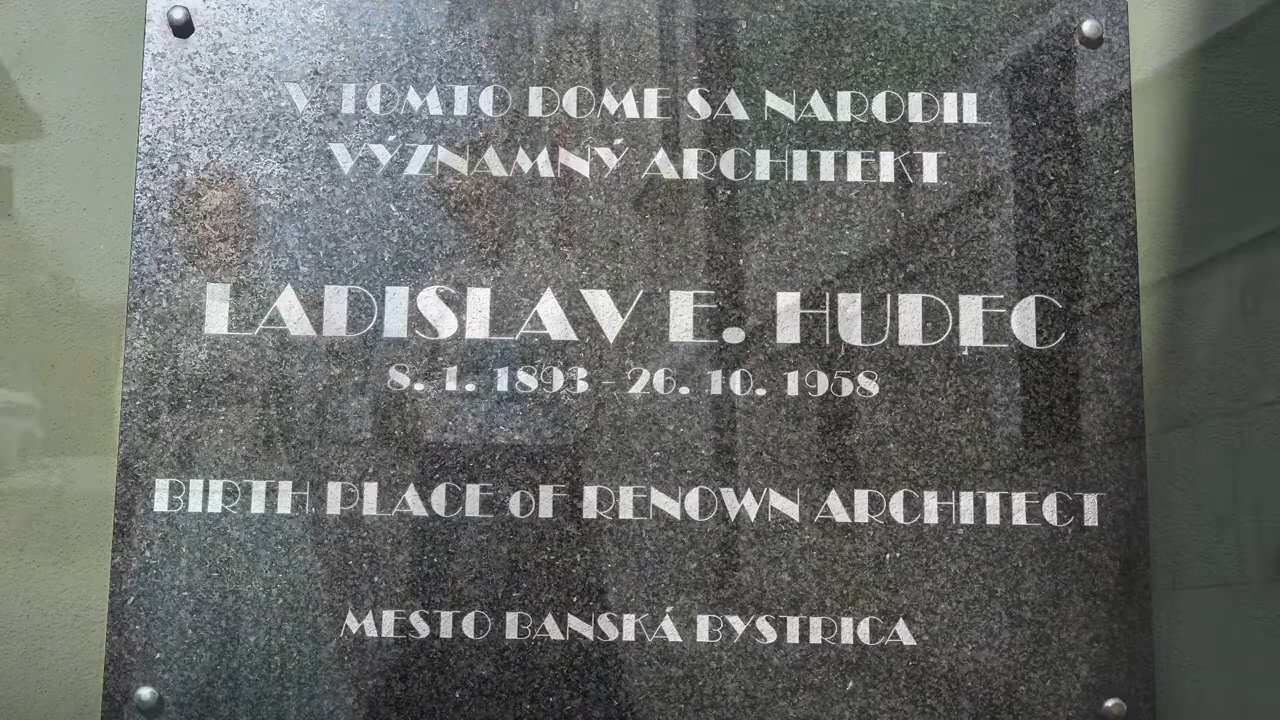 V TOMTO DOME SA NARODIL
VÝZNAMNÝ ARCHITEKT
LADISLAV E. HUDEC
8. 1. 1893 - 26. 10. 1958
BIRTH PLACE oF RENOWN ARCHITECT
MESTO BANSKÁ BYSTRICA